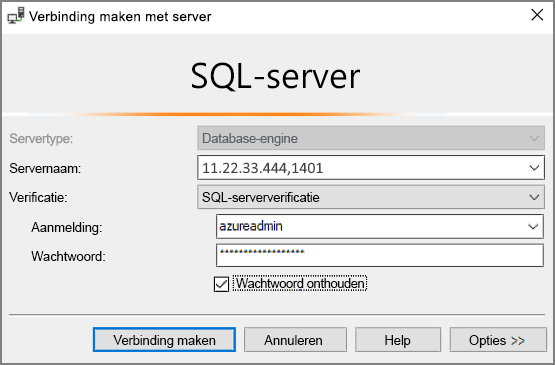 Verbinding maken met server
SQL-server
Servertype: Database-engine
Servernaam: 11.22.33.444,1401
Verificatie: SQL-serververificatie
Aanmelding: azureadmin
Wachtwoord: ******************
Wachtwoord onthouden
Verbinding maken Annuleren Help Opties >>